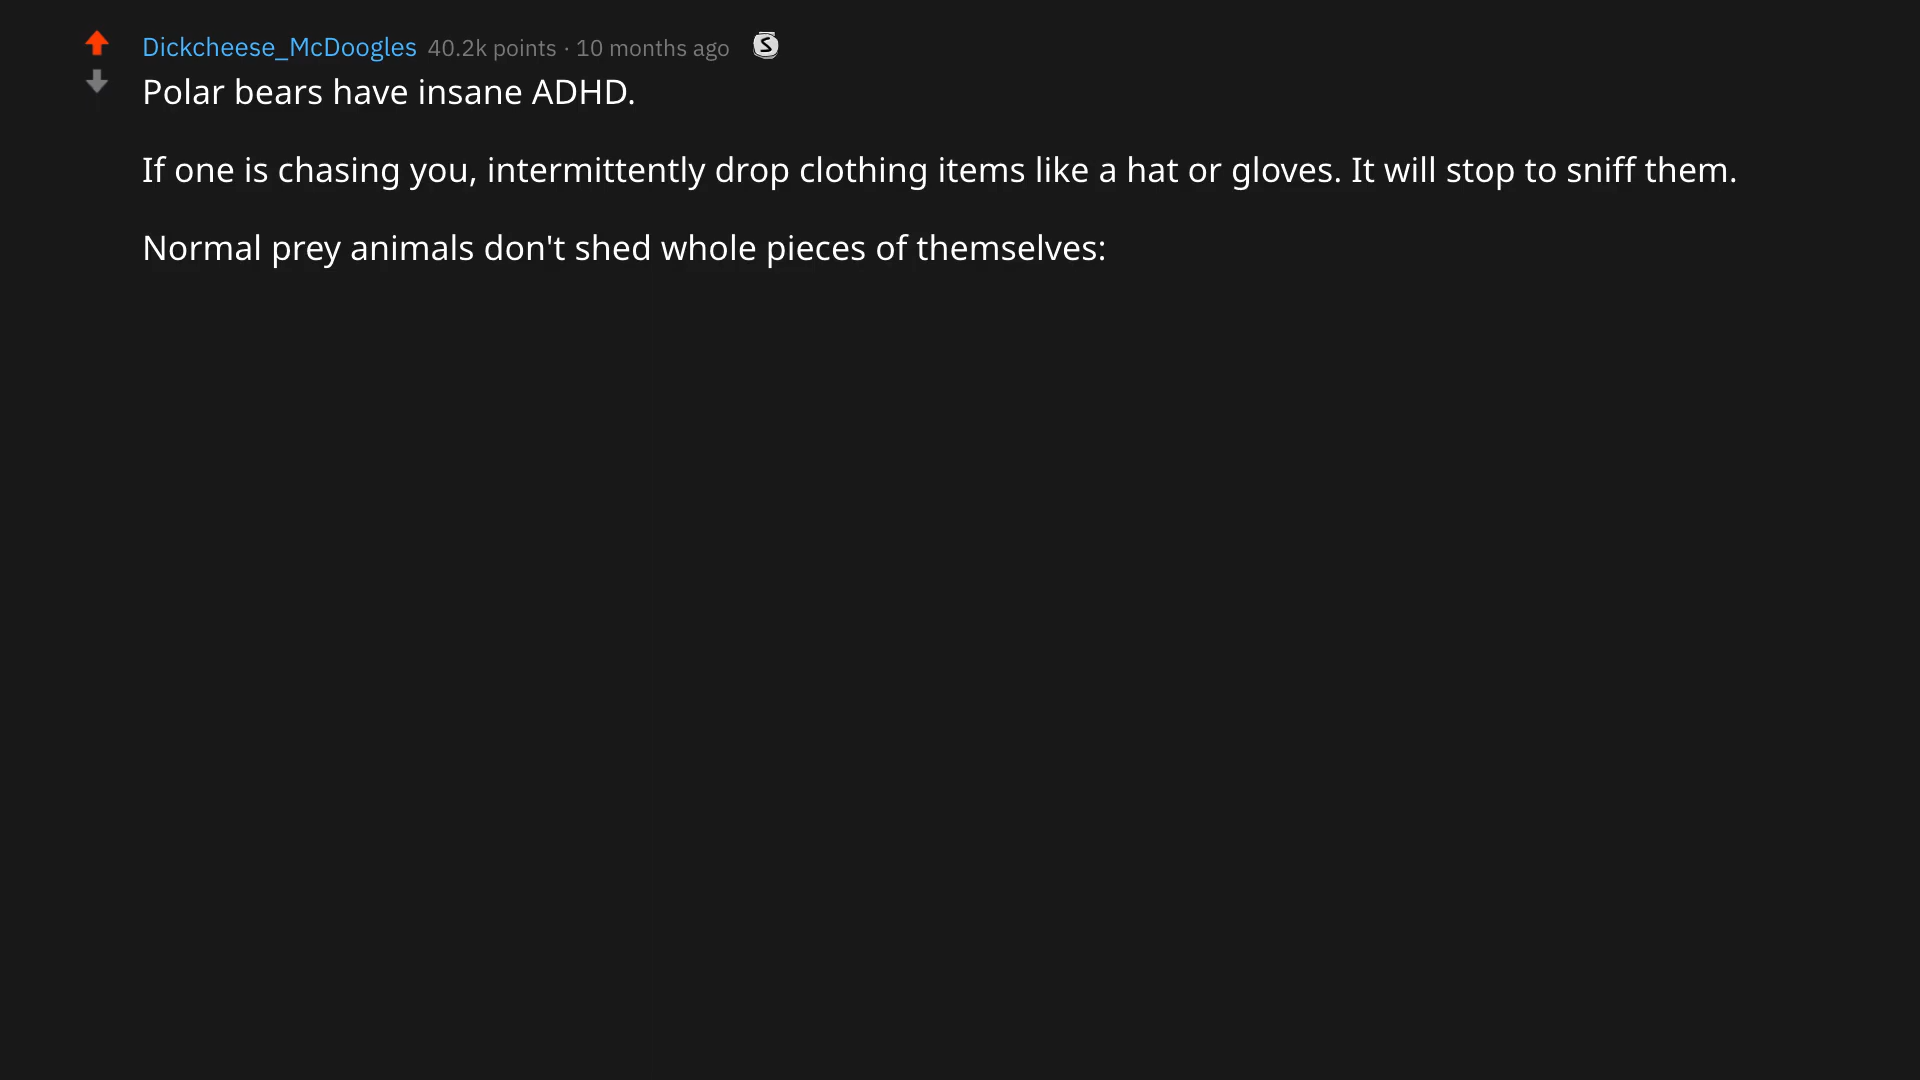 Dickcheese_McDoogles 40.2k points · 10 months ago
Polar bears have insane ADHD.
If one is chasing you, intermittently drop clothing items like a hat or gloves. It will stop to sniff them.
Normal prey animals don't shed whole pieces of themselves: